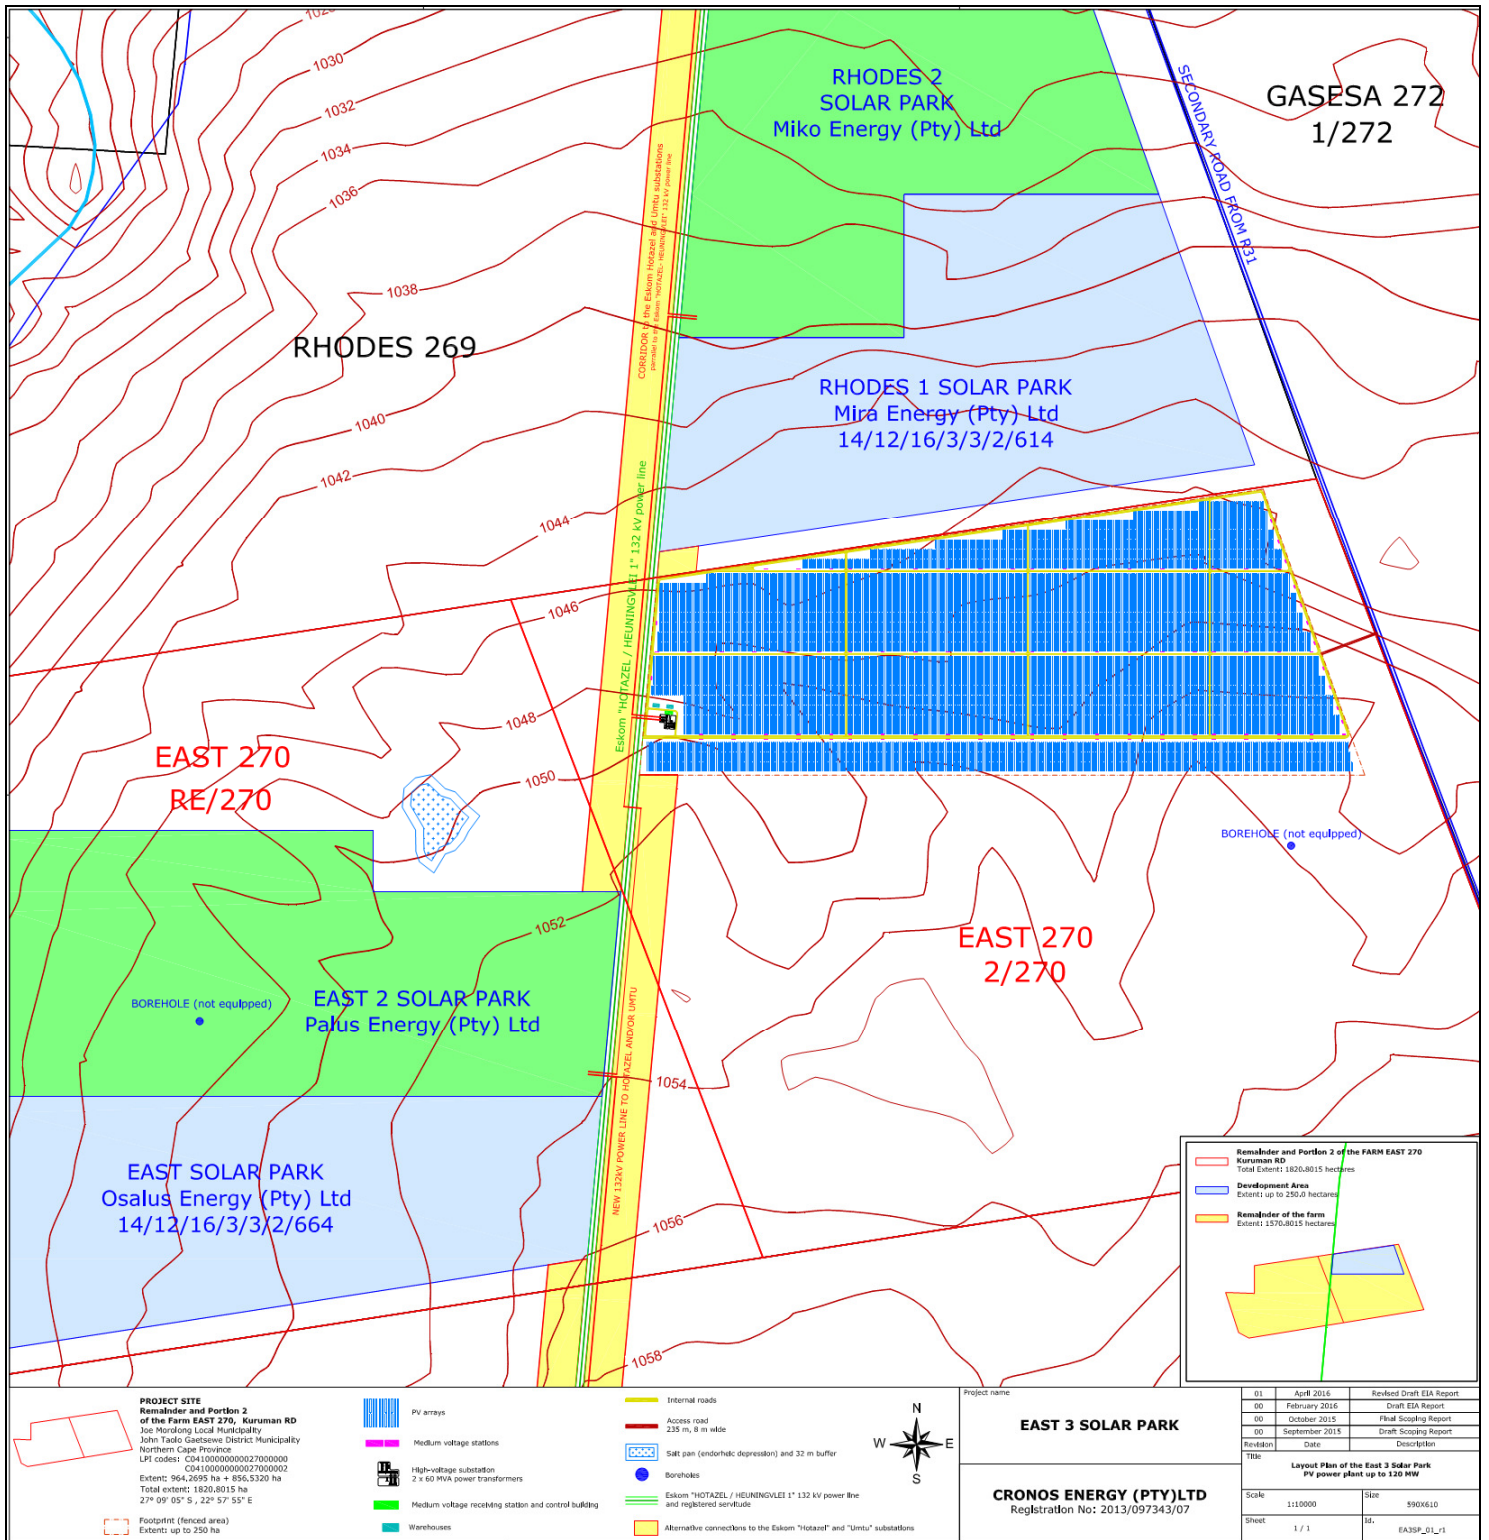 1028
1030
1032
1034
1036
1038
1040
1042
1044
1046
1048
1050
1052
1054
1056
1058
RHODES 2
SOLAR PARK
Miko Energy (Pty) Ltd
SECONDARY ROAD FROM R31
GASESA 272
1/272
CORRIDOR to the Eskom Hotazel and Umtu substations
parallel to the Eskom "HOTAZEL- HEUNINGVLEI" 132 kV power line
RHODES 269
RHODES 1 SOLAR PARK
Mira Energy (Pty) Ltd
14/12/16/3/3/2/614
Eskom "HOTAZEL / HEUNINGVLEI 1" 132 kV power line
EAST 270
RE/270
BOREHOLE (not equipped)
EAST 270
2/270
BOREHOLE (not equipped)
EAST 2 SOLAR PARK
Palus Energy (Pty) Ltd
NEW 132kV POWER LINE TO HOTAZEL AND/OR UMTU
EAST SOLAR PARK
Osalus Energy (Pty) Ltd
14/12/16/3/3/2/664
Remainder and Portion 2 of the FARM EAST 270
Kuruman RD
Total Extent: 1820.8015 hectares
Development Area
Extent: up to 250.0 hectares
Remainder of the farm
Extent: 1570.8015 hectares
PROJECT SITE
Remainder and Portion 2
of the Farm EAST 270, Kuruman RD
Joe Morolong Local Municipality
John Taolo Gaetsewe District Municipality
Northern Cape Province
LPI codes: C04100000000027000000
C04100000000027000002
Extent: 964,2695 ha + 856,5320 ha
Total extent: 1820.8015 ha
27° 09' 05" S , 22° 57' 55" E
Footprint (fenced area)
Extent: up to 250 ha
PV arrays
Medium voltage stations
High-voltage substation
2 x 60 MVA power transformers
Medium voltage receiving station and control building
Warehouses
Internal roads
Access road
235 m, 8 m wide
Salt pan (endorheic depression) and 32 m buffer
Boreholes
Eskom "HOTAZEL / HEUNINGVLEI 1" 132 kV power line
and registered servitude
Alternative connections to the Eskom "Hotazel" and "Umtu" substations
N
W E
S
Project name
EAST 3 SOLAR PARK
CRONOS ENERGY (PTY)LTD
Registration No: 2013/097343/07
01 April 2016 Revised Draft EIA Report
00 February 2016 Draft EIA Report
00 October 2015 Final Scoping Report
00 September 2015 Draft Scoping Report
Revision Date Description
Title
Layout Plan of the East 3 Solar Park
PV power plant up to 120 MW
Scale
1:10000
Size
590X610
Sheet
1 / 1
Id.
EA3SP_01_r1